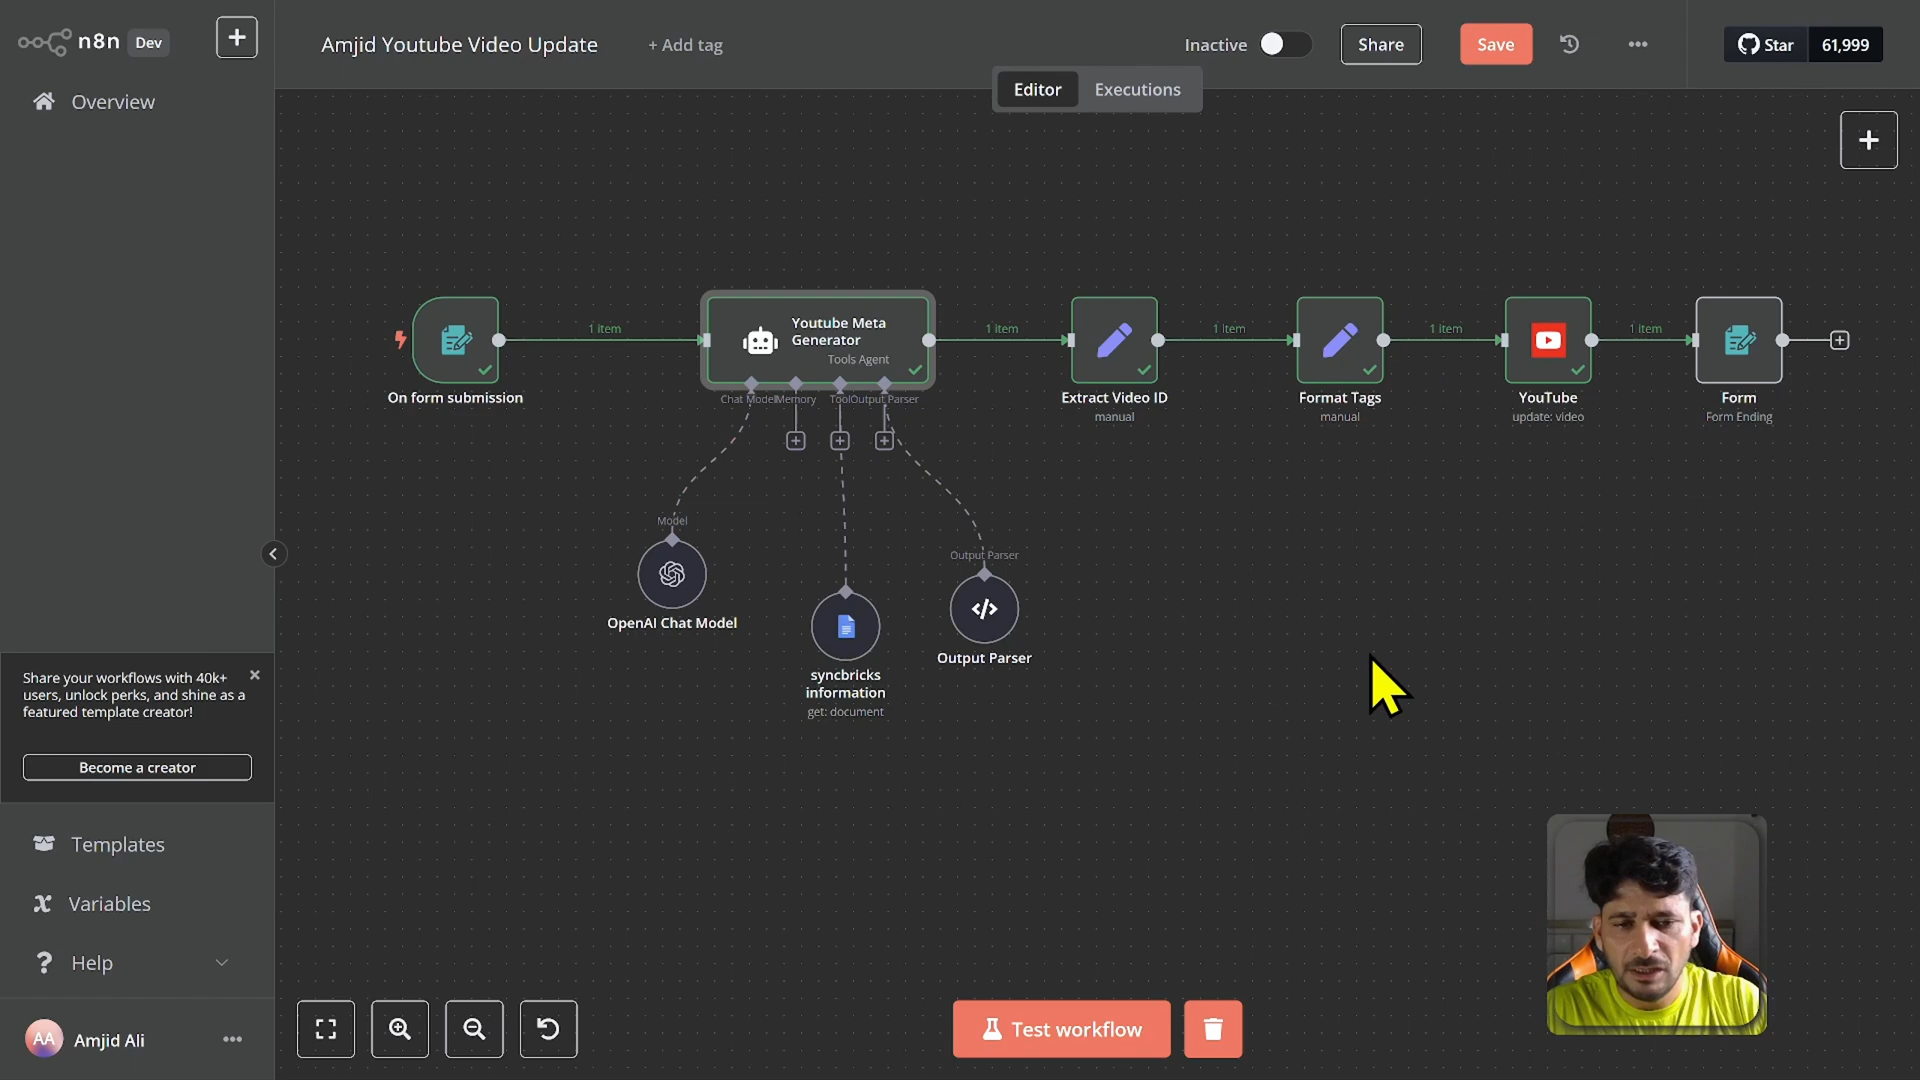 n8n Dev
Amjid Youtube Video Update
+ Add tag
Inactive
Share
Save
Star 61,999
Editor Executions
Overview
1 item
1 item
1 item
1 item
1 item
Youtube Meta
Generator
Tools Agent
Chat Model Memory Tool Output Parser
On form submission
Extract Video ID
manual
Format Tags
manual
YouTube
update: video
Form
Form Ending
Model
OpenAI Chat Model
syncbricks
information
get: document
Output Parser
Output Parser
Share your workflows with 40k+
users, unlock perks, and shine as a
featured template creator!
Become a creator
Templates
Variables
Help
AA Amjid Ali
Test workflow